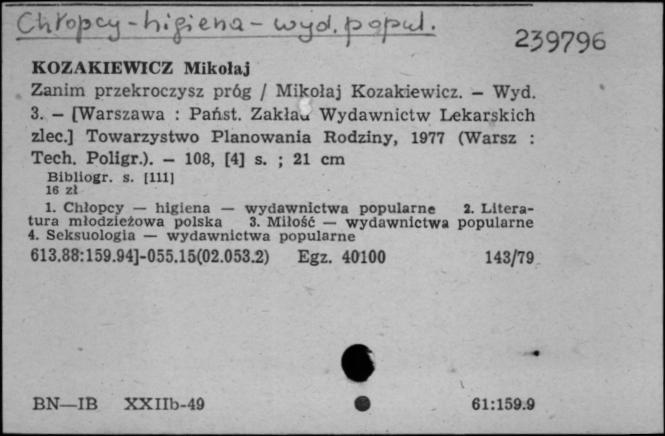 Chłopcy - higiena - wyd. popul.
239796
KOZAKIEWICZ Mikołaj
Zanim przekroczysz próg / Mikołaj Kozakiewicz. — Wyd.
3. — [Warszawa : Państ. Zakład Wydawnictw Lekarskich
zlec.] Towarzystwo Planowania Rodziny, 1977 (Warsz :
Tech. Poligr.). — 108, [4] s. ; 21 cm
Bibliogr. s. [111]
16 zł
1. Chłopcy — higiena — wydawnictwa popularne 2. Litera-
tura młodzieżowa polska 3. Miłość — wydawnictwa popularne
4. Seksuologia — wydawnictwa popularne
613.88:159.94]-055.15(02.053.2) Egz. 40100 143/79
BN—IB XXIIb-49 61:159.9